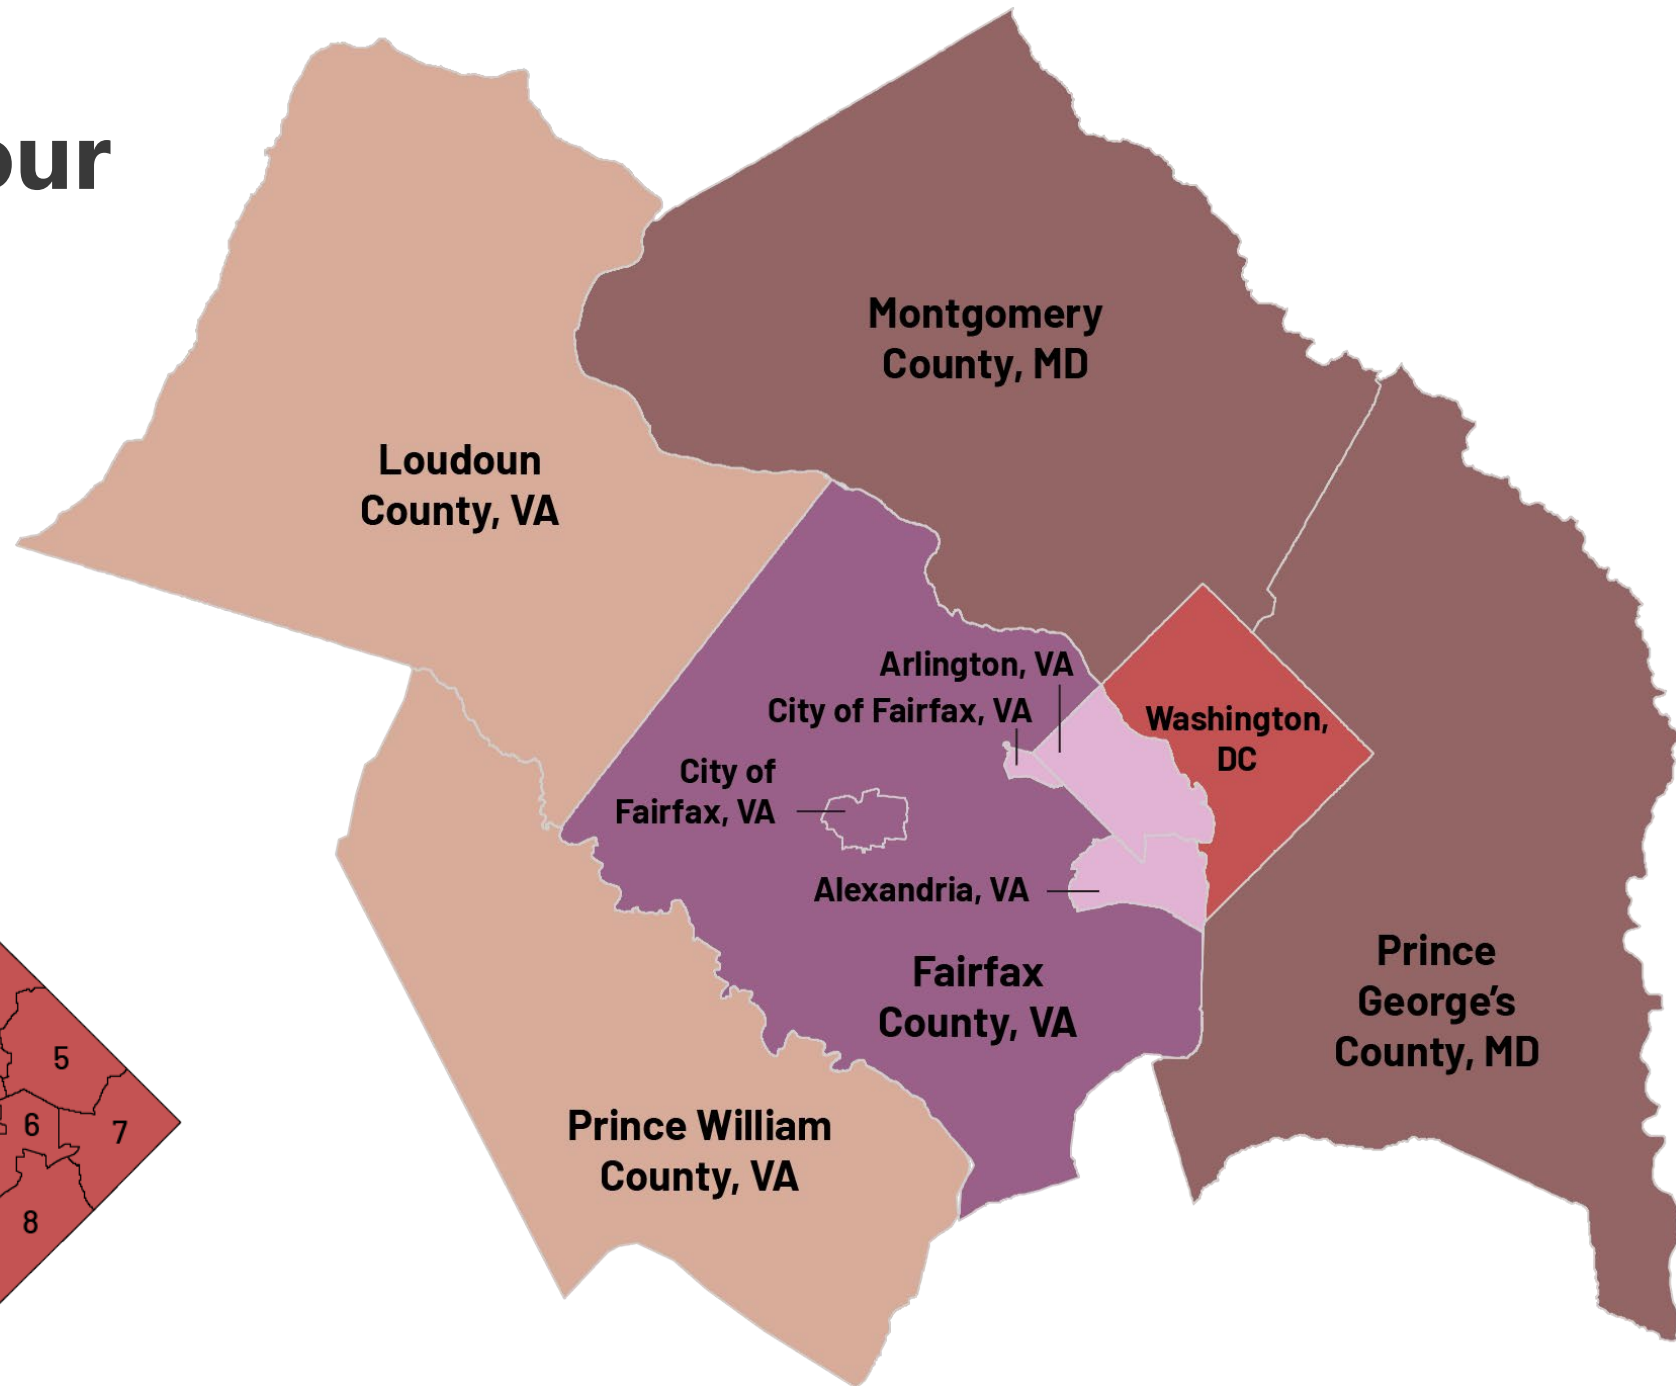 our
Montgomery
County, MD
Loudoun
County, VA
Arlington, VA
City of Fairfax, VA
Washington,
DC
City of
Fairfax, VA
Alexandria, VA
Fairfax
County, VA
Prince
George's
County, MD
Prince William
County, VA
5
6
7
8